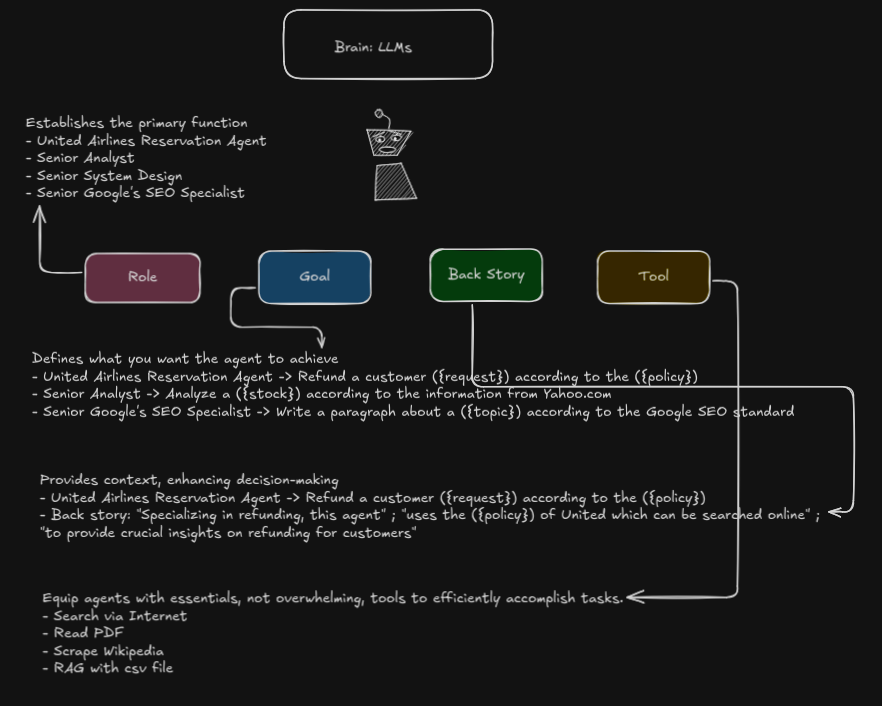 Brain: LLMs
Establishes the primary function
- United Airlines Reservation Agent
- Senior Analyst
- Senior System Design
- Senior Google's SEO Specialist
Role
Goal
Back Story
Tool
Defines what you want the agent to achieve
- United Airlines Reservation Agent -> Refund a customer ({request}) according to the ({policy})
- Senior Analyst -> Analyze a ({stock}) according to the information from Yahoo.com
- Senior Google's SEO Specialist -> Write a paragraph about a ({topic}) according to the Google SEO standard
Provides context, enhancing decision-making
- United Airlines Reservation Agent -> Refund a customer ({request}) according to the ({policy})
- Back story: "Specializing in refunding, this agent" ; "uses the ({policy}) of United which can be searched online" ;
"to provide crucial insights on refunding for customers"
Equip agents with essentials, not overwhelming, tools to efficiently accomplish tasks.
- Search via Internet
- Read PDF
- Scrape Wikipedia
- RAG with csv file